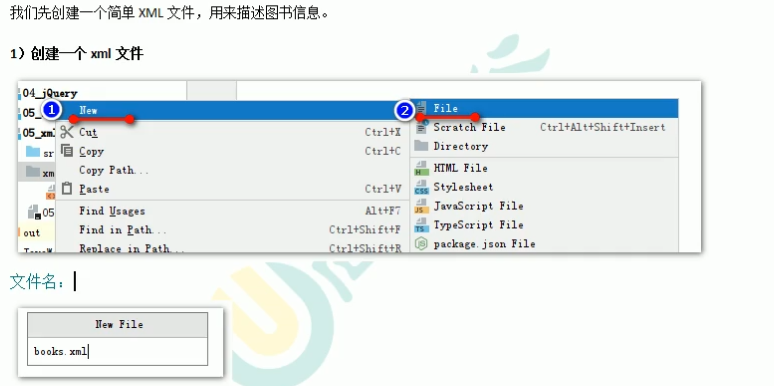 我们先创建一个简单 XML 文件，用来描述图书信息。
1）创建一个 xml 文件
04_jQuery
05_
05_xml
sr
xm
05
out
1
New
Cut Ctrl+X
Copy Ctrl+C
Copy Path...
Paste Ctrl+V
Find Usages Alt+F7
Find in Path... Ctrl+Shift+F
Replace in Path... Ctrl+Shift+R
2
File
Scratch File Ctrl+Alt+Shift+Insert
Directory
HTML File
Stylesheet
JavaScript File
TypeScript File
package.json File
文件名：
New File
books.xml